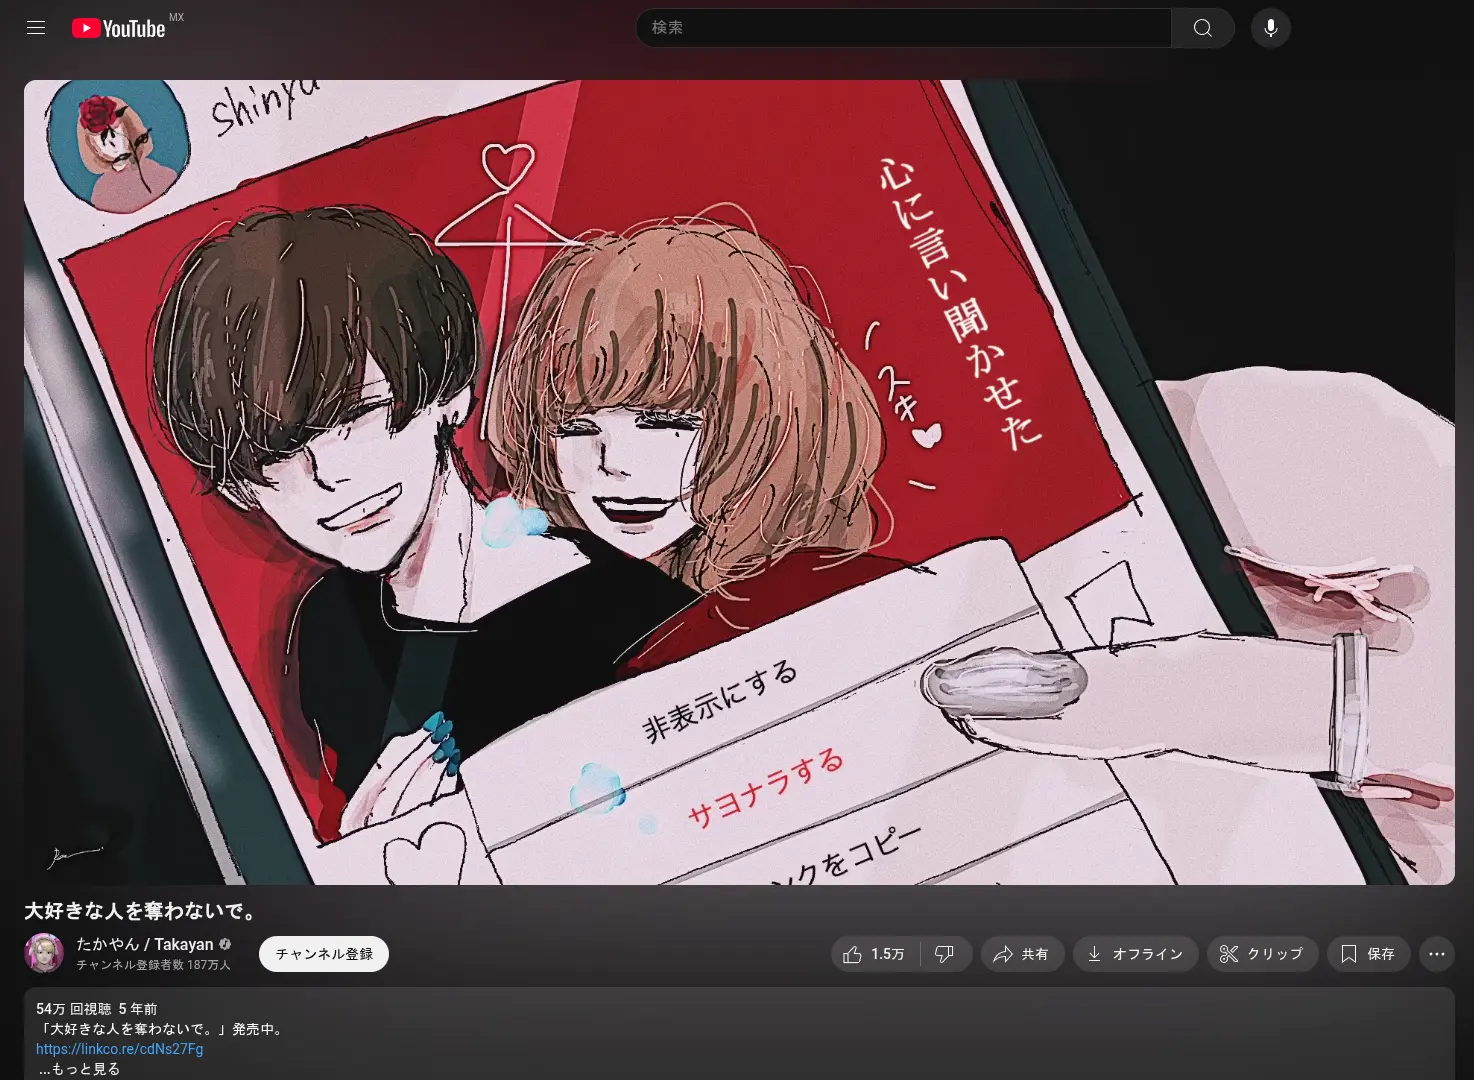 YouTube MX
検索
shinya
心に言い聞かせた
スキ
非表示にする
サヨナラする
ンクをコピー
大好きな人を奪わないで。
たかやん / Takayan
チャンネル登録者数 187万人
チャンネル登録
1.5万
共有
オフライン
クリップ
保存
54万 回視聴 5 年前
「大好きな人を奪わないで。」発売中。
https://linkco.re/cdNs27Fg
...もっと見る